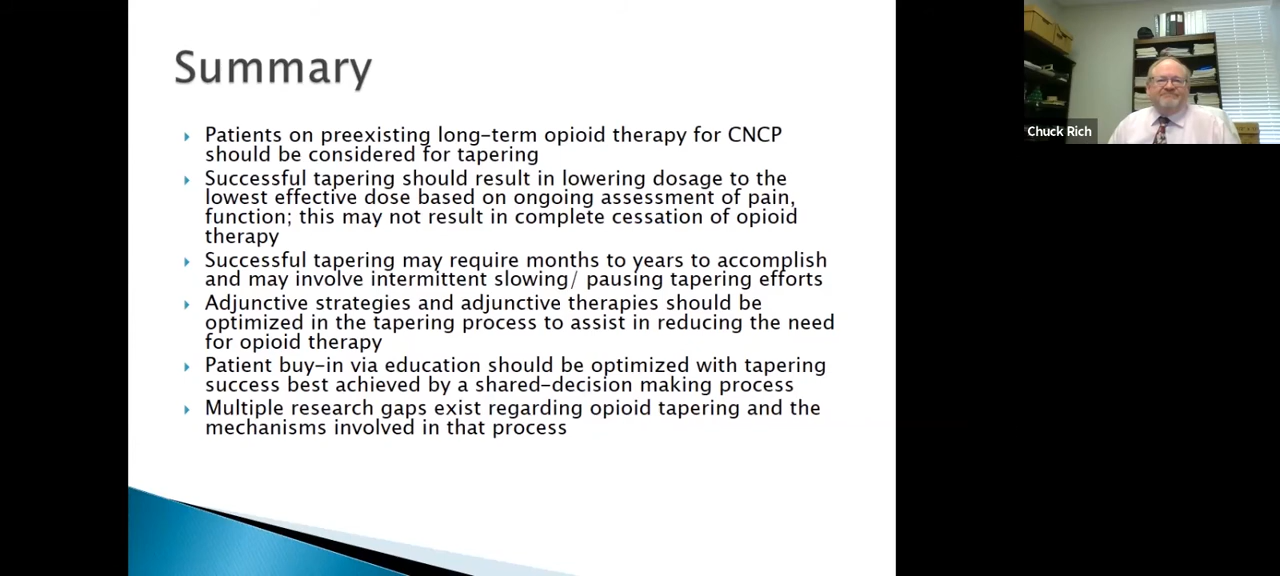 Summary
Patients on preexisting long-term opioid therapy for CNCP
should be considered for tapering
Successful tapering should result in lowering dosage to the
lowest effective dose based on ongoing assessment of pain,
function; this may not result in complete cessation of opioid
therapy
Successful tapering may require months to years to accomplish
and may involve intermittent slowing/ pausing tapering efforts
Adjunctive strategies and adjunctive therapies should be
optimized in the tapering process to assist in reducing the need
for opioid therapy
Patient buy-in via education should be optimized with tapering
success best achieved by a shared-decision making process
Multiple research gaps exist regarding opioid tapering and the
mechanisms involved in that process
Chuck Rich